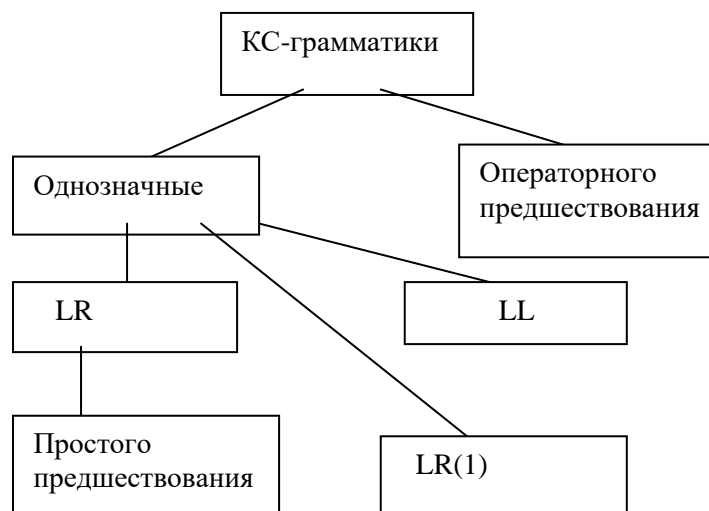 КС-грамматики
Однозначные
Операторного
предшествования
LR
LL
Простого
предшествования
LR(1)